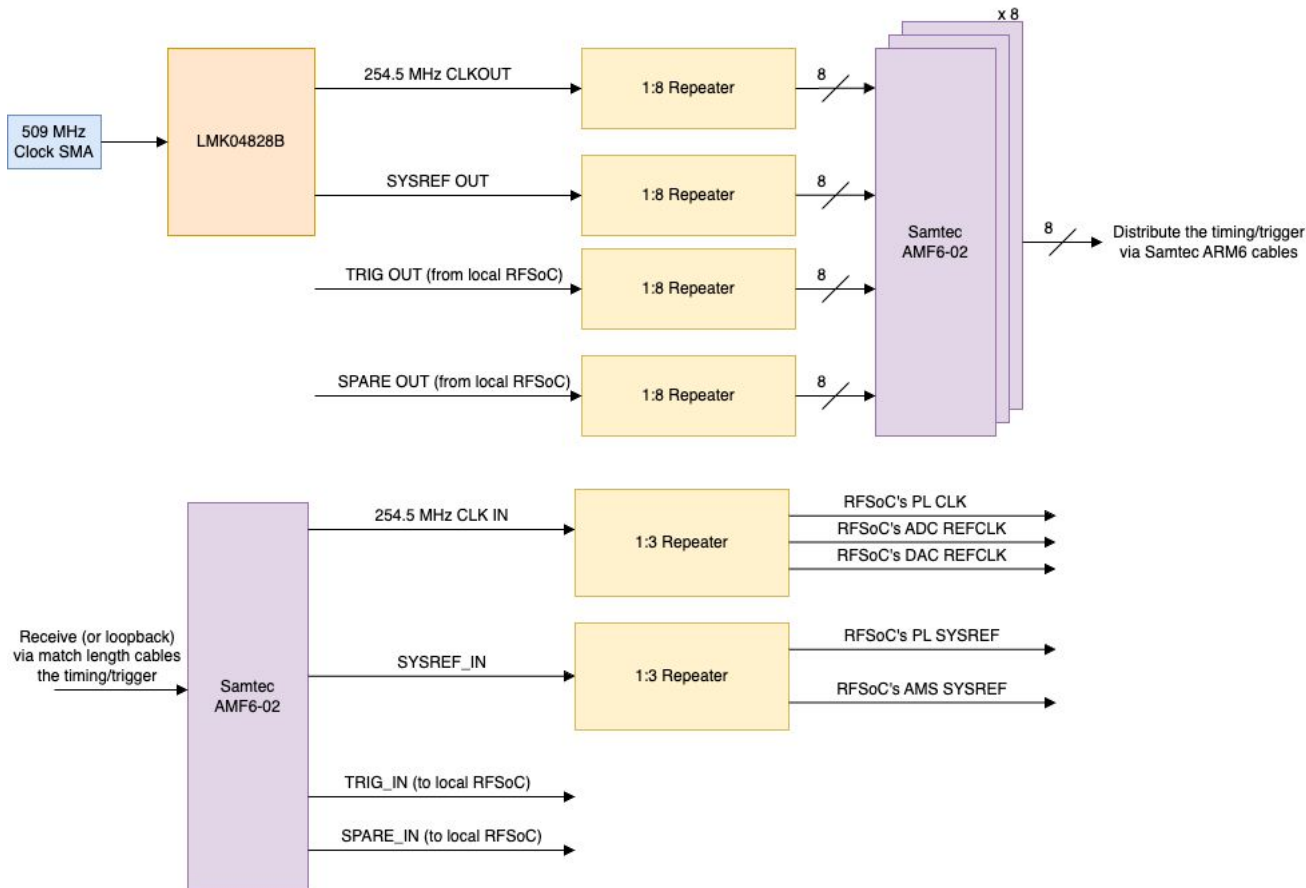 x 8
254.5 MHz CLKOUT
1:8 Repeater
8
509 MHz
Clock SMA
LMK04828B
SYSREF OUT
1:8 Repeater
8
Samtec
AMF6-02
8
Distribute the timing/trigger
via Samtec ARM6 cables
TRIG OUT (from local RFSoC)
1:8 Repeater
8
SPARE OUT (from local RFSoC)
1:8 Repeater
8
254.5 MHz CLK IN
1:3 Repeater
RFSoC's PL CLK
RFSoC's ADC REFCLK
RFSoC's DAC REFCLK
Receive (or loopback)
via match length cables
the timing/trigger
Samtec
AMF6-02
SYSREF_IN
1:3 Repeater
RFSoC's PL SYSREF
RFSoC's AMS SYSREF
TRIG_IN (to local RFSoC)
SPARE_IN (to local RFSoC)